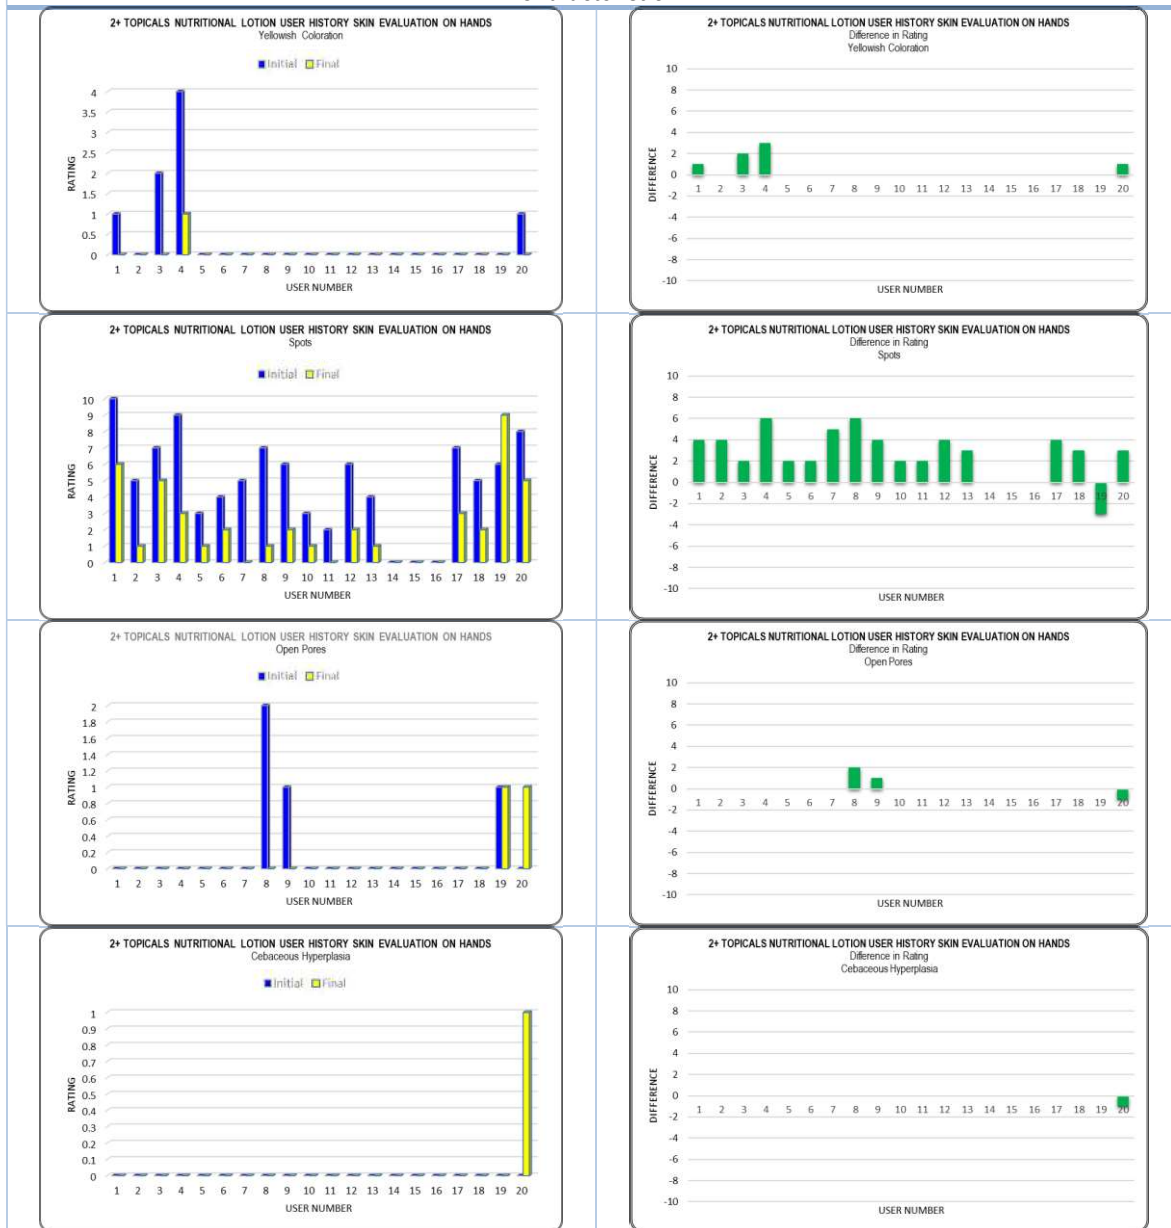 2+ TOPICALS NUTRITIONAL LOTION USER HISTORY SKIN EVALUATION ON HANDS
Yellowish Coloration
Initial Final
RATING
4
3.5
3
2.5
2
1.5
1
0.5
0
1 2 3 4 5 6 7 8 9 10 11 12 13 14 15 16 17 18 19 20
USER NUMBER
2+ TOPICALS NUTRITIONAL LOTION USER HISTORY SKIN EVALUATION ON HANDS
Difference in Rating
Yellowish Coloration
DIFFERENCE
10
8
6
4
2
0
-2
-4
-6
-8
-10
1 2 3 4 5 6 7 8 9 10 11 12 13 14 15 16 17 18 19 20
USER NUMBER
2+ TOPICALS NUTRITIONAL LOTION USER HISTORY SKIN EVALUATION ON HANDS
Spots
Initial Final
RATING
10
9
8
7
6
5
4
3
2
1
0
1 2 3 4 5 6 7 8 9 10 11 12 13 14 15 16 17 18 19 20
USER NUMBER
2+ TOPICALS NUTRITIONAL LOTION USER HISTORY SKIN EVALUATION ON HANDS
Difference in Rating
Spots
DIFFERENCE
10
8
6
4
2
0
-2
-4
-6
-8
-10
1 2 3 4 5 6 7 8 9 10 11 12 13 14 15 16 17 18 19 20
USER NUMBER
2+ TOPICALS NUTRITIONAL LOTION USER HISTORY SKIN EVALUATION ON HANDS
Open Pores
Initial Final
RATING
2
1.8
1.6
1.4
1.2
1
0.8
0.6
0.4
0.2
0
1 2 3 4 5 6 7 8 9 10 11 12 13 14 15 16 17 18 19 20
USER NUMBER
2+ TOPICALS NUTRITIONAL LOTION USER HISTORY SKIN EVALUATION ON HANDS
Difference in Rating
Open Pores
DIFFERENCE
10
8
6
4
2
0
-2
-4
-6
-8
-10
1 2 3 4 5 6 7 8 9 10 11 12 13 14 15 16 17 18 19 20
USER NUMBER
2+ TOPICALS NUTRITIONAL LOTION USER HISTORY SKIN EVALUATION ON HANDS
Cebaceous Hyperplasia
Initial Final
RATING
1
0.9
0.8
0.7
0.6
0.5
0.4
0.3
0.2
0.1
0
1 2 3 4 5 6 7 8 9 10 11 12 13 14 15 16 17 18 19 20
USER NUMBER
2+ TOPICALS NUTRITIONAL LOTION USER HISTORY SKIN EVALUATION ON HANDS
Difference in Rating
Cebaceous Hyperplasia
DIFFERENCE
10
8
6
4
2
0
-2
-4
-6
-8
-10
1 2 3 4 5 6 7 8 9 10 11 12 13 14 15 16 17 18 19 20
USER NUMBER